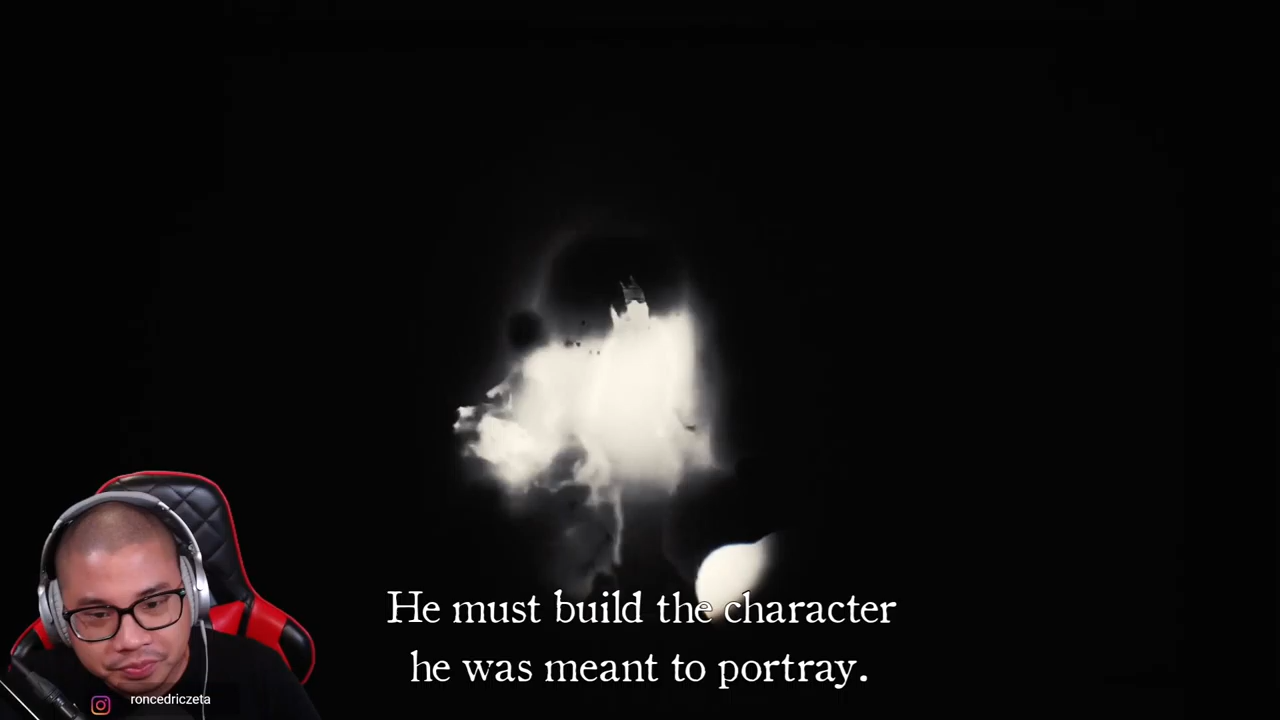 He must build the character
he was meant to portray.
roncedriczeta